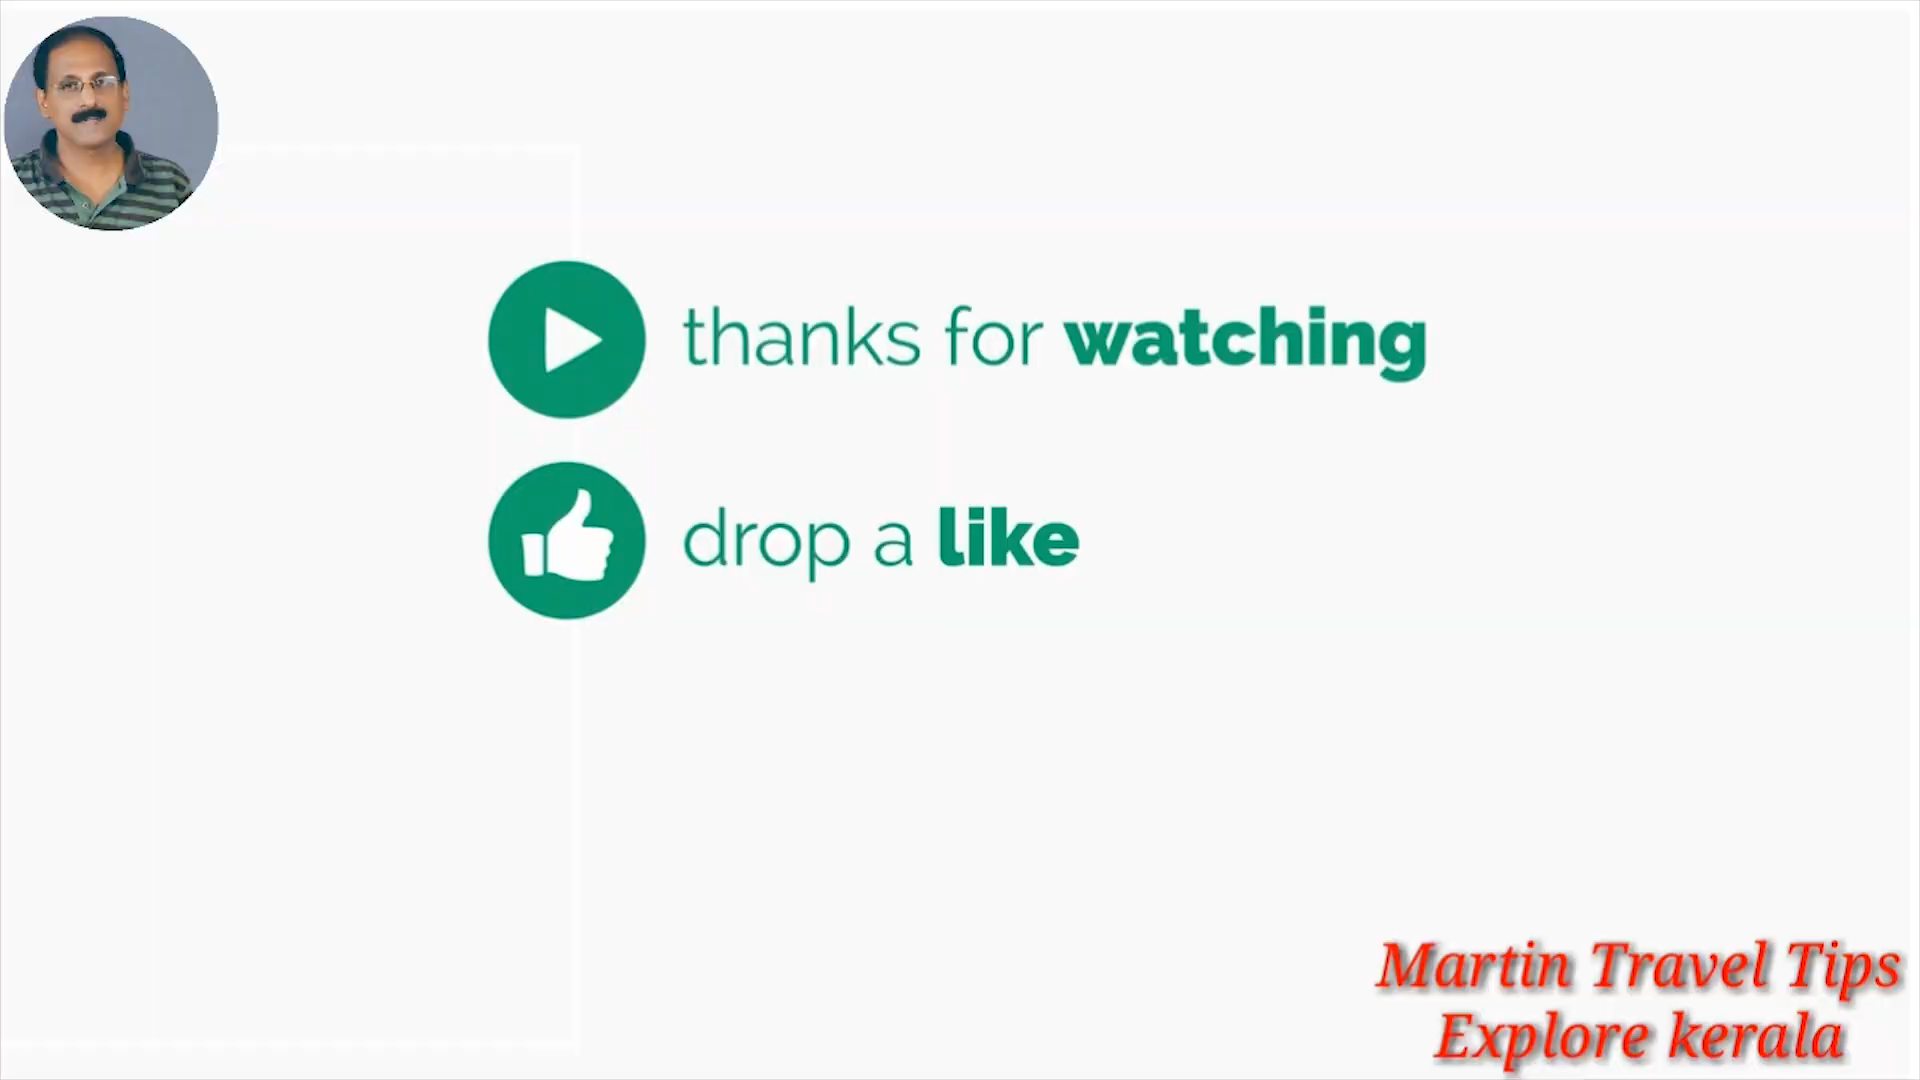 thanks for watching
drop a like
Martin Travel Tips
Explore kerala